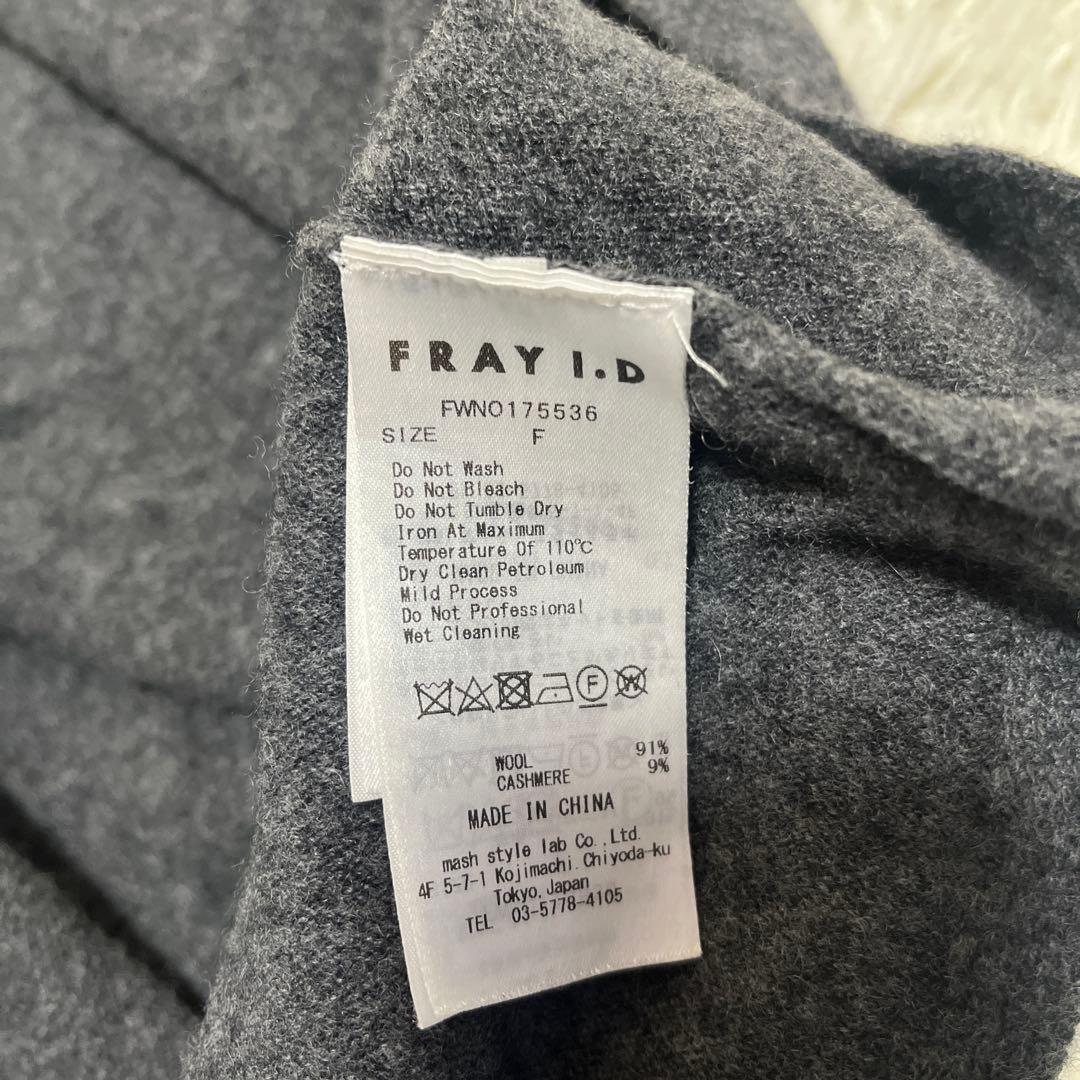 FRAY I.D
FWNO175536
SIZE F
Do Not Wash
Do Not Bleach
Do Not Tumble Dry
Iron At Maximum
Temperature Of 110℃
Dry Clean Petroleum
Mild Process
Do Not Professional
Wet Cleaning
F W
WOOL 91%
CASHMERE 9%
MADE IN CHINA
mash style lab Co.,Ltd.
4F 5-7-1 Kojimachi.Chiyoda-ku
Tokyo,Japan
TEL 03-5778-4105